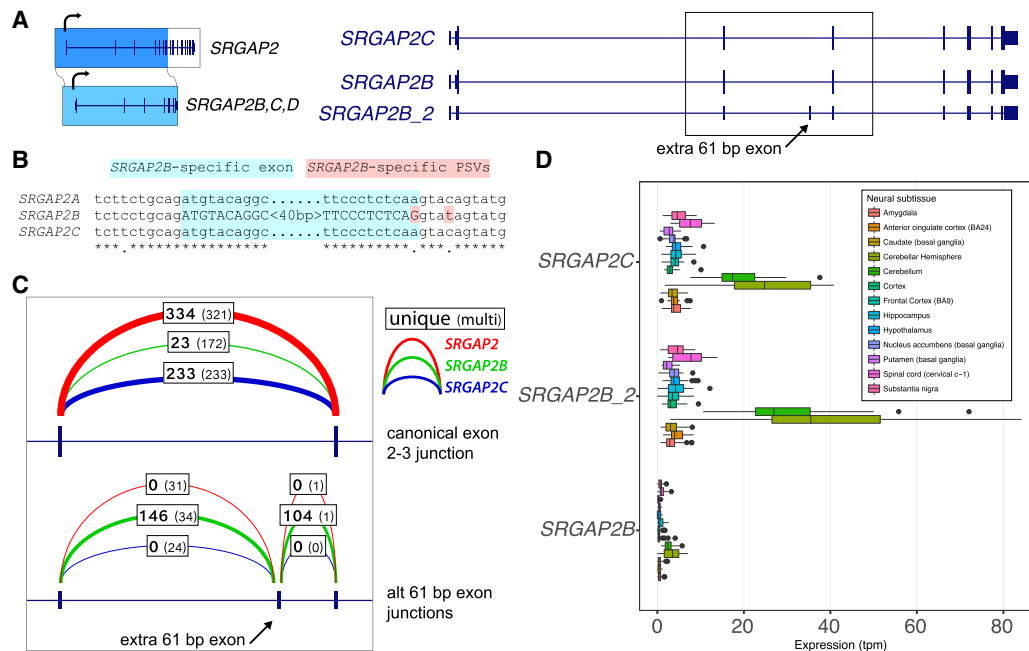 A
SRGAP2
SRGAP2B,C,D
SRGAP2C
SRGAP2B
SRGAP2B_2
extra 61 bp exon
B
SRGAP2B-specific exon SRGAP2B-specific PSVs
SRGAP2A tcttctgcagatgtacaggc......ttccctctcaagtacagtatg
SRGAP2B tcctctgcagATGTACAGGC<40bp>TTCCCTCTCAGgtatagtatg
SRGAP2C tcctctgcagatgtacaggc......ttccctctcaagtacagtatg
***.************* **********.**.******
C
334 (321)
23 (172)
233 (233)
unique (multi)
SRGAP2
SRGAP2B
SRGAP2C
canonical exon
2-3 junction
0 (31)
0 (1)
146 (34)
104 (1)
0 (24)
0 (0)
alt 61 bp exon
junctions
extra 61 bp exon
D
SRGAP2C
SRGAP2B_2
SRGAP2B
Neural subtissue
Amygdala
Anterior cingulate cortex (BA24)
Caudate (basal ganglia)
Cerebellar Hemisphere
Cerebellum
Cortex
Frontal Cortex (BA9)
Hippocampus
Hypothalamus
Nucleus accumbens (basal ganglia)
Putamen (basal ganglia)
Spinal cord (cervical c-1)
Substantia nigra
0 20 40 60 80
Expression (tpm)